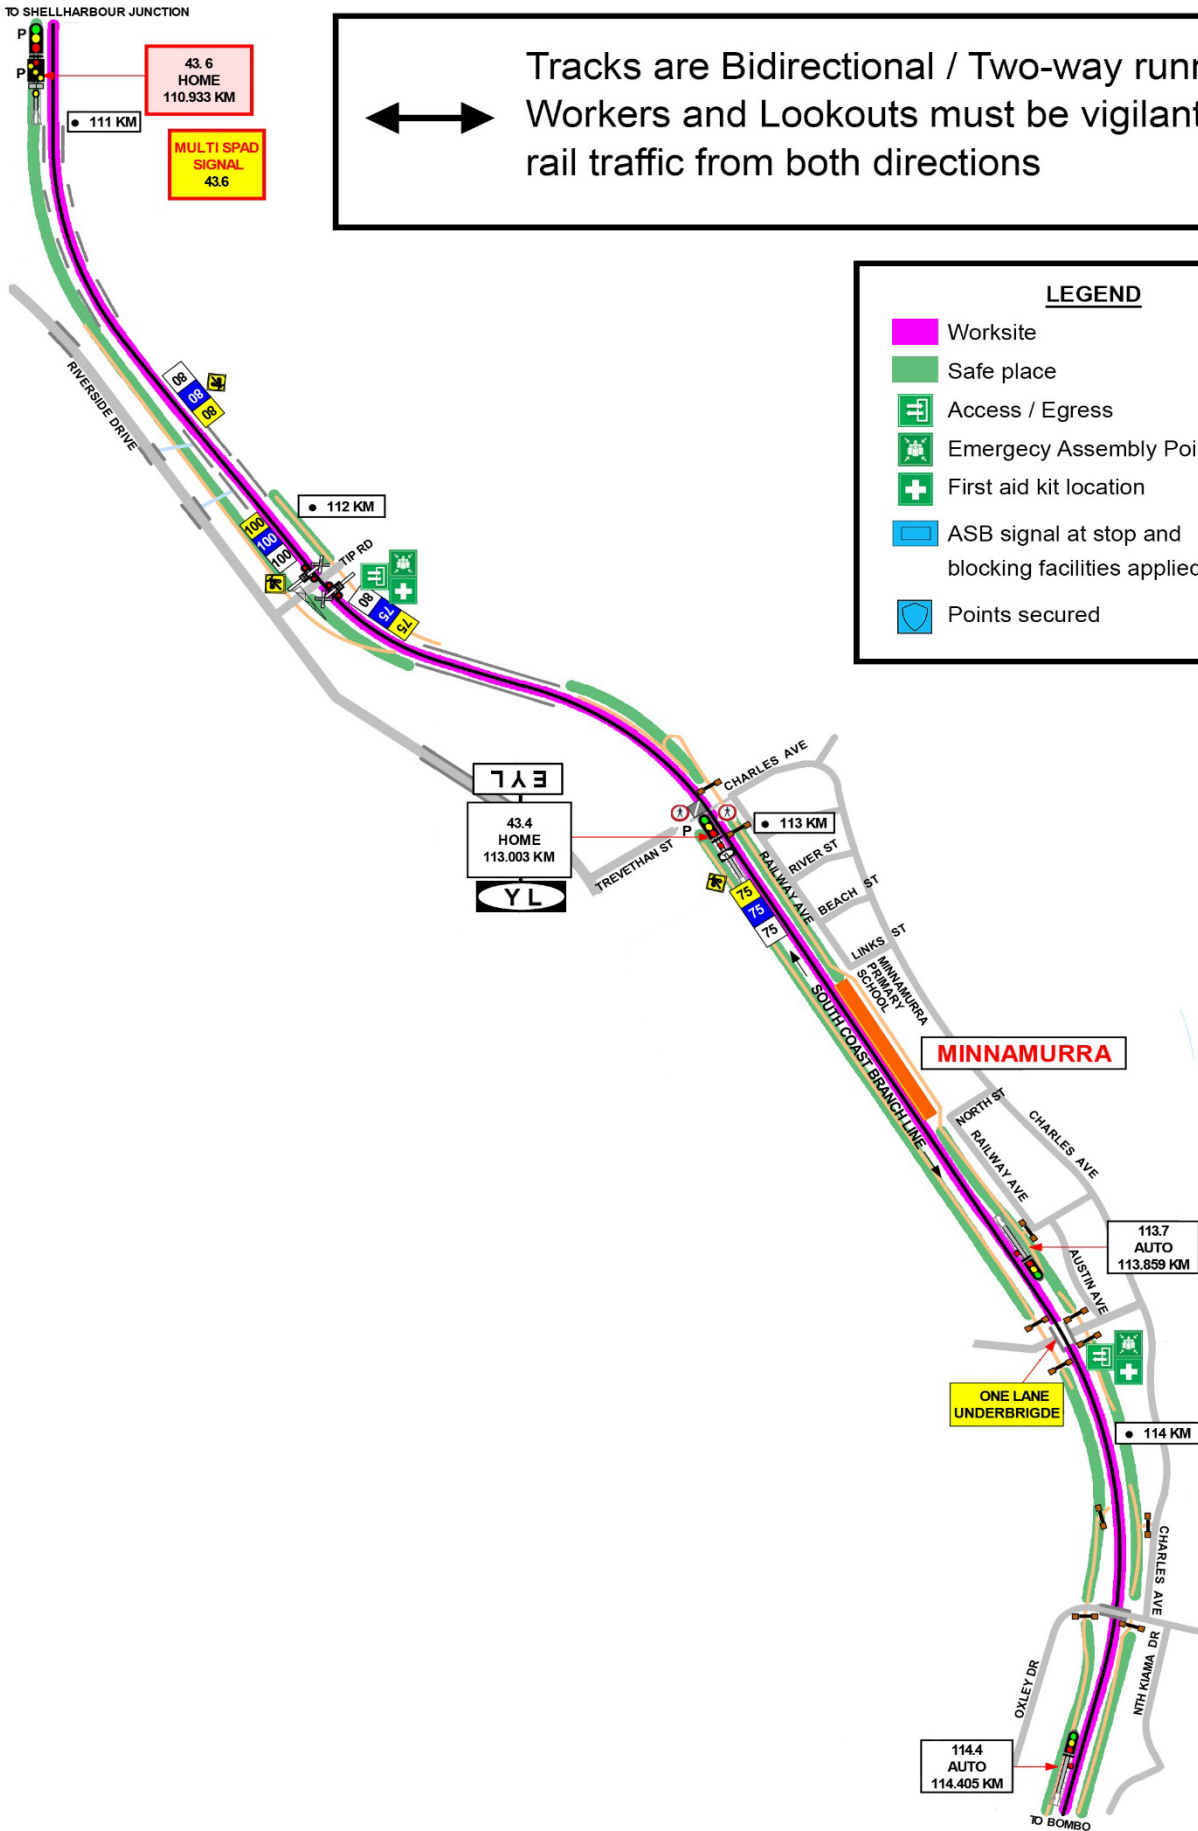 TO SHELLHARBOUR JUNCTION
P
P
43. 6
HOME
110.933 KM
111 KM
MULTI SPAD
SIGNAL
43.6
Tracks are Bidirectional / Two-way
Workers and Lookouts must be vigilant
rail traffic from both directions
LEGEND
Worksite
Safe place
Access / Egress
Emergecy Assembly
First aid kit location
ASB signal at stop and
blocking facilities applied
Points secured
RIVERSIDE DRIVE
80
80
80
112 KM
100
100
100
TIP RD
80
75
75
EYL
43.4
HOME
113.003 KM
YL
CHARLES AVE
P
113 KM
TREVETHAN ST
RAILWAY AVE
RIVER ST
BEACH ST
LINKS ST
75
75
75
MINNAMURRA
PRIMARY
SCHOOL
SOUTH COAST BRANCH LINE
MINNAMURRA
NORTH ST
RAILWAY AVE
CHARLES AVE
113.7
AUTO
113.859 KM
AUSTIN AVE
ONE LANE
UNDERBRIGDE
114 KM
CHARLES AVE
OXLEY DR
NTH KIAMA DR
114.4
AUTO
114.405 KM
TO BOMBO